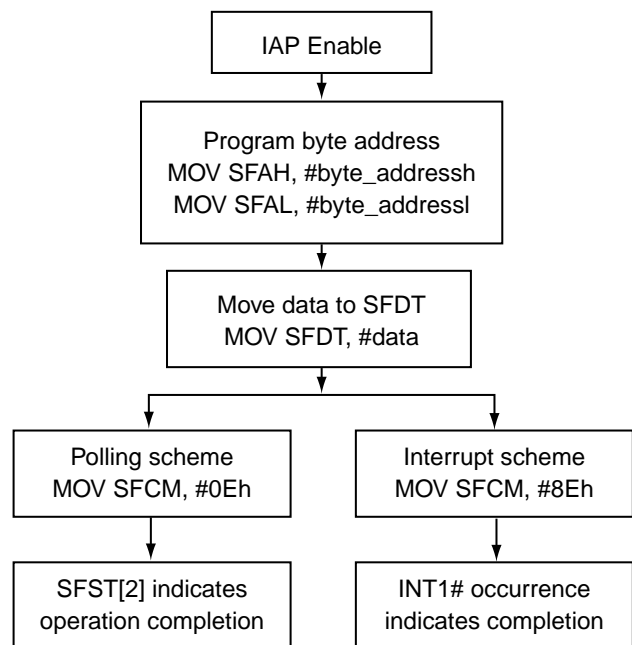 IAP Enable
Program byte address
MOV SFAH, #byte_addressh
MOV SFAL, #byte_addressl
Move data to SFDT
MOV SFDT, #data
Polling scheme
MOV SFCM, #0Eh
Interrupt scheme
MOV SFCM, #8Eh
SFST[2] indicates
operation completion
INT1# occurrence
indicates completion